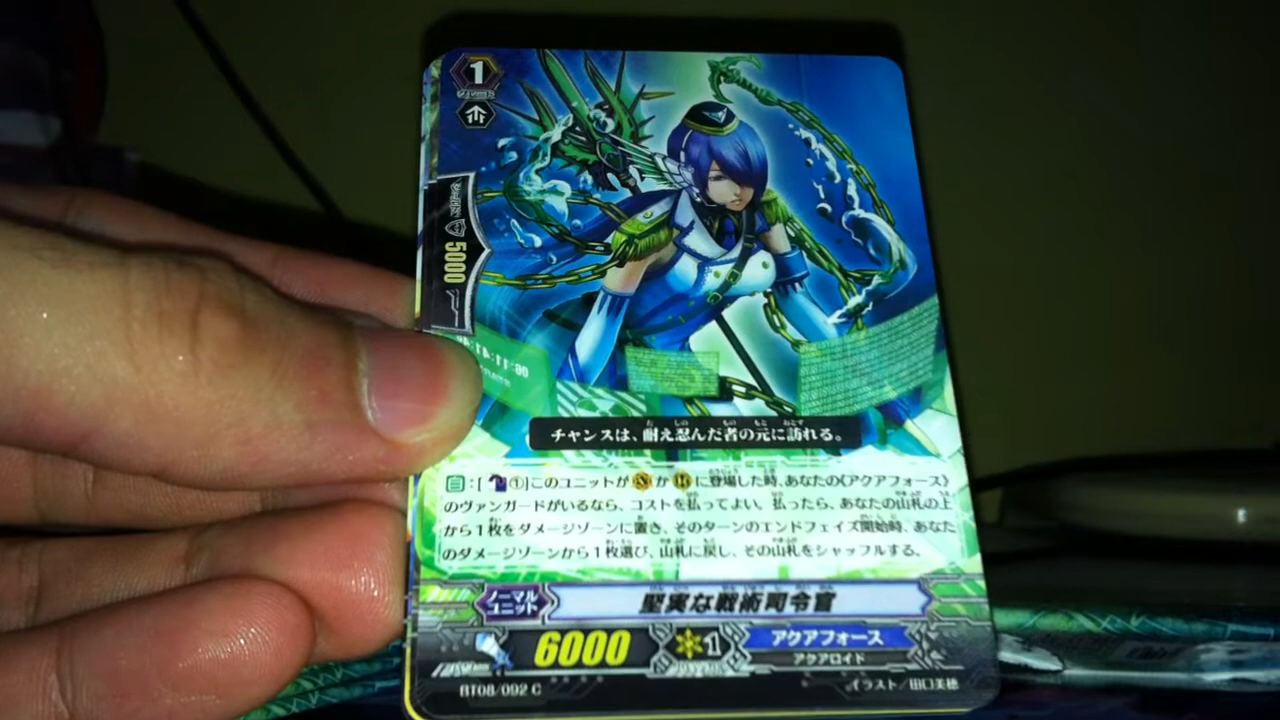 1
5000
チャンスは、耐え忍んだ者の元に訪れる。
自:[①]このユニットがVかRに登場した時、あなたの《アクアフォース》
のヴァンガードがいるなら、コストを払ってよい。払ったら、あなたの山札の上
から1枚をダメージゾーンに置き、そのターンのエンドフェイズ開始時、あなた
のダメージゾーンから1枚選び、山札に戻し、その山札をシャッフルする。
ノーマル
ユニット
堅実な戦術司令官
6000
1
アクアフォース
アクアロイド
BT08/092 C
イラスト/田口美穂